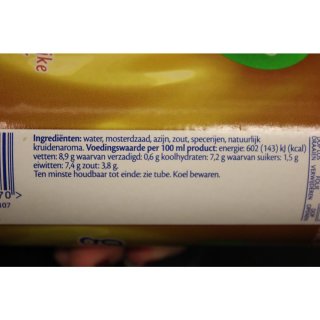 Ingrediënten: water, mosterdzaad, azijn, zout, specerijen, natuurlijk
kruidenaroma. Voedingswaarde per 100 ml product: energie: 602 (143) kJ (kcal)
vetten: 8,9 g waarvan verzadigd: 0,6 g koolhydraten: 7,2 g waarvan suikers: 1,5 g
eiwitten: 7,4 g zout: 3,8 g.
Ten minste houdbaar tot einde: zie tube. Koel bewaren.
70>
107